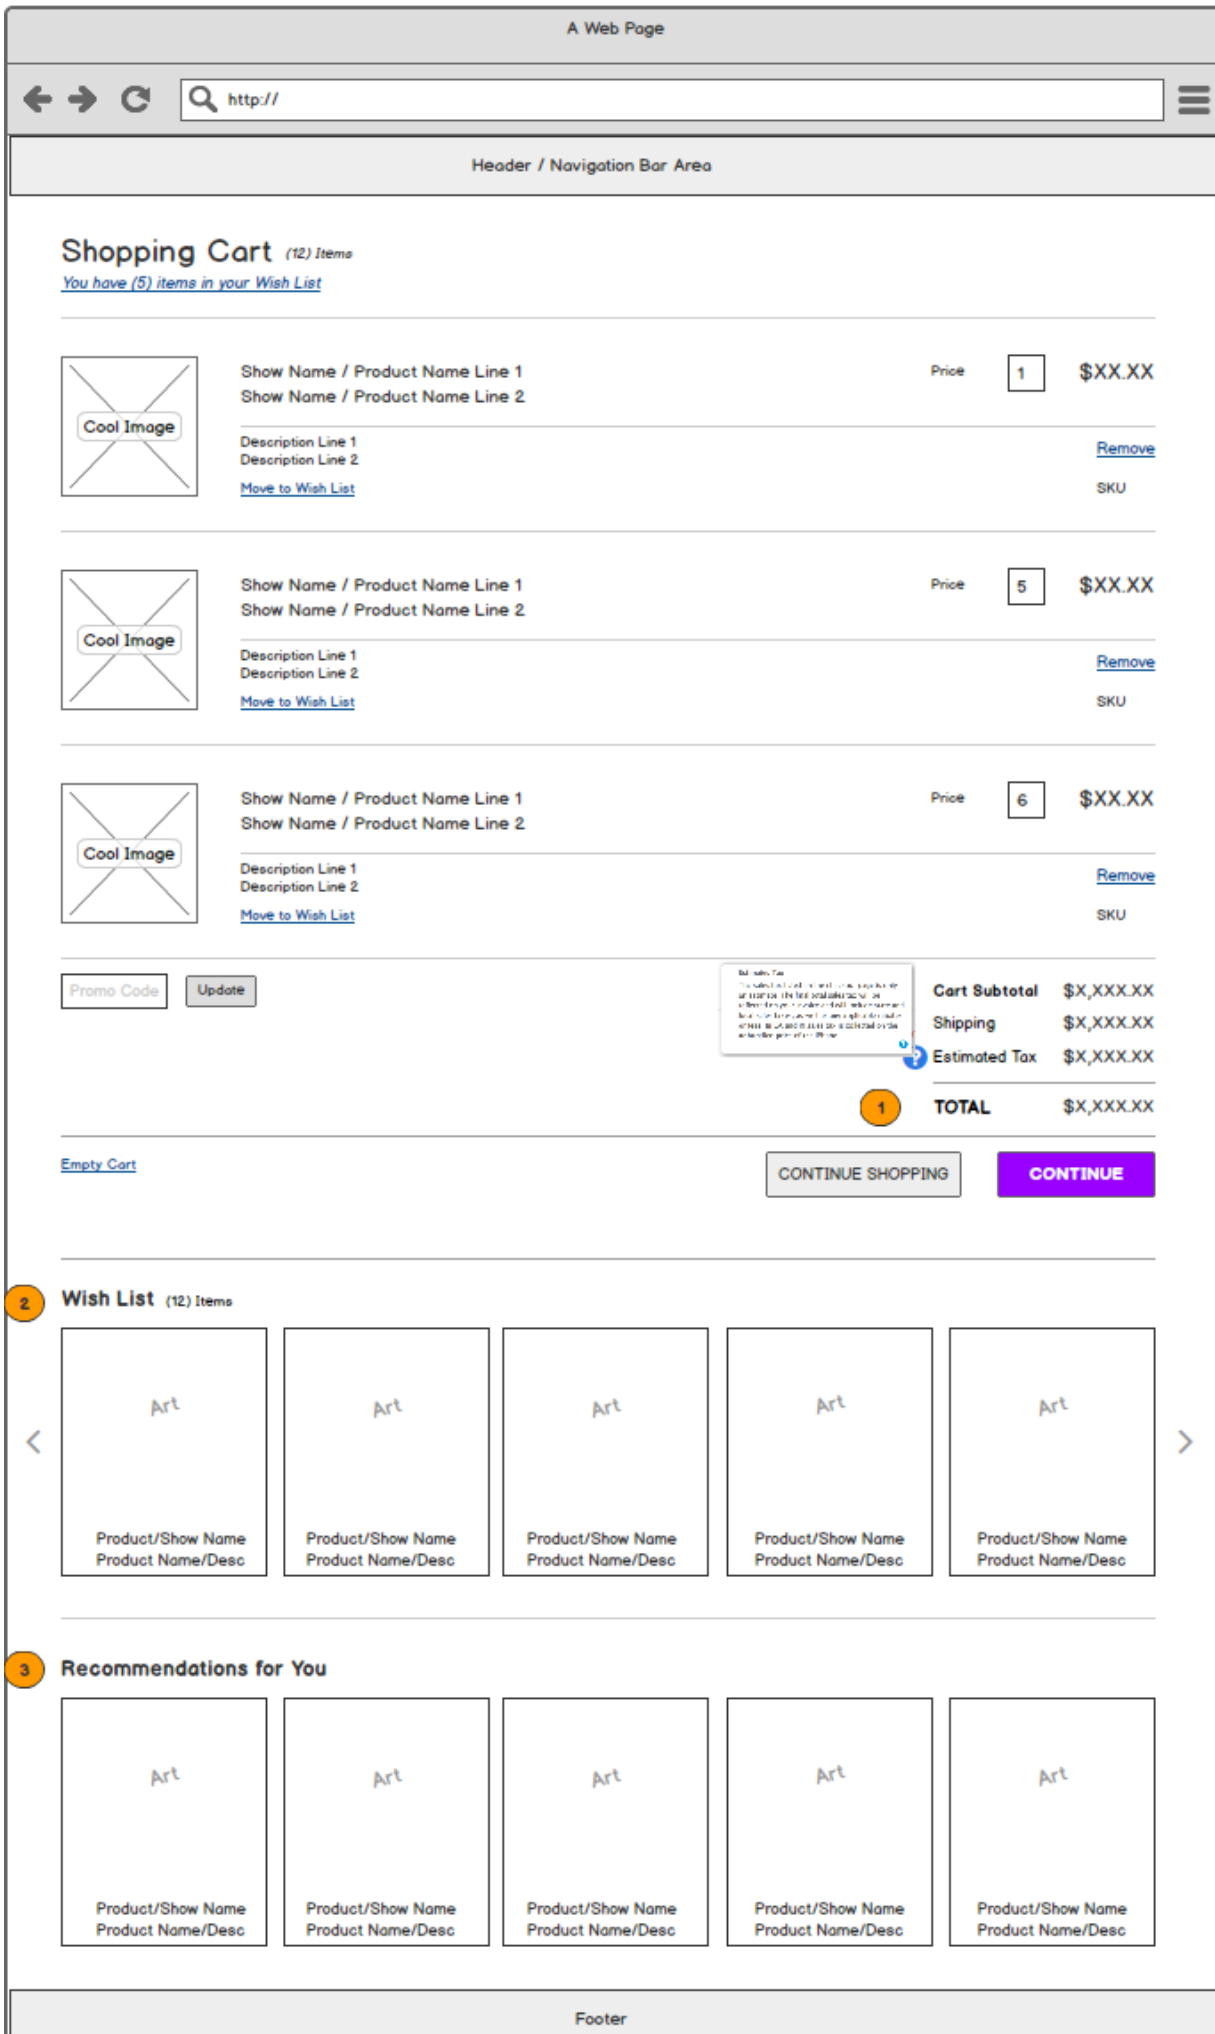 A Web Page
http://
Header / Navigation Bar Area
Shopping Cart (12) Items
You have (5) items in your Wish List
Cool Image
Show Name / Product Name Line 1
Show Name / Product Name Line 2
Price 1 $XX.XX
Description Line 1
Description Line 2
Remove
Move to Wish List
SKU
Cool Image
Show Name / Product Name Line 1
Show Name / Product Name Line 2
Price 5 $XX.XX
Description Line 1
Description Line 2
Remove
Move to Wish List
SKU
Cool Image
Show Name / Product Name Line 1
Show Name / Product Name Line 2
Price 6 $XX.XX
Description Line 1
Description Line 2
Remove
Move to Wish List
SKU
Promo Code Update
Estimated Tax
Cart Subtotal $X,XXX.XX
Shipping $X,XXX.XX
? Estimated Tax $X,XXX.XX
1 TOTAL $X,XXX.XX
Empty Cart
CONTINUE SHOPPING
CONTINUE
2 Wish List (12) Items
Art Art Art Art Art
Product/Show Name Product/Show Name Product/Show Name Product/Show Name Product/Show Name
Product Name/Desc Product Name/Desc Product Name/Desc Product Name/Desc Product Name/Desc
3 Recommendations for You
Art Art Art Art Art
Product/Show Name Product/Show Name Product/Show Name Product/Show Name Product/Show Name
Product Name/Desc Product Name/Desc Product Name/Desc Product Name/Desc Product Name/Desc
Footer